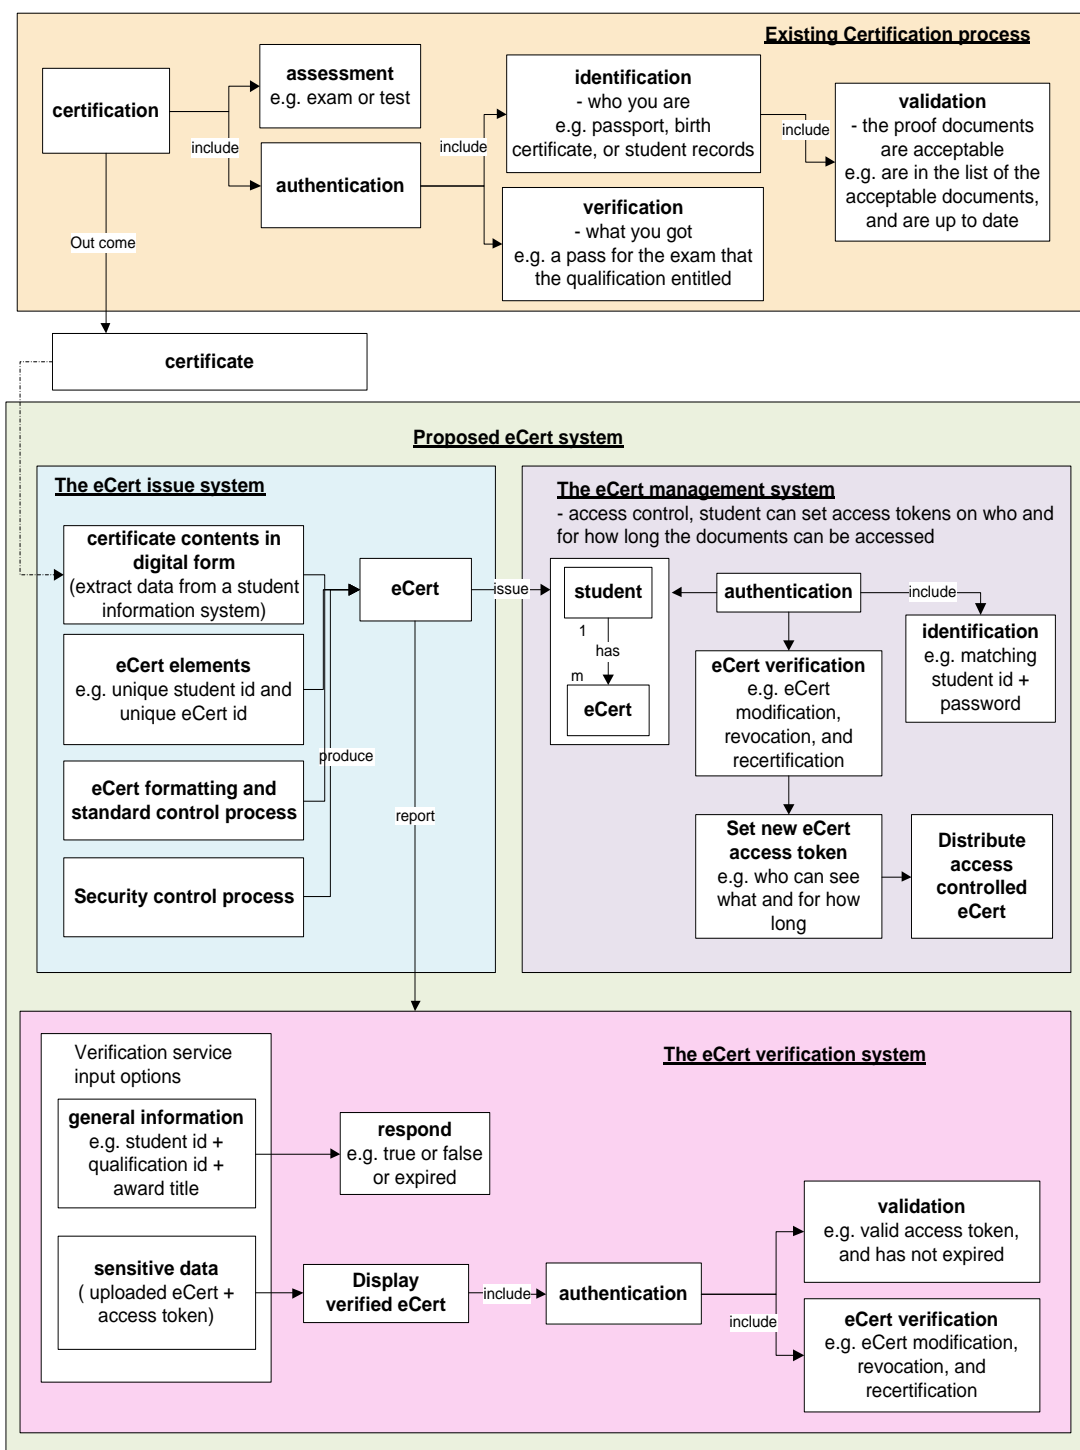 Existing Certification process
certification
assessment
e.g. exam or test
include
authentication
include
identification
- who you are
e.g. passport, birth
certificate, or student records
include
validation
- the proof documents
are acceptable
e.g. are in the list of the
acceptable documents,
and are up to date
verification
- what you got
e.g. a pass for the exam that
the qualification entitled
Out come
certificate
Proposed eCert system
The eCert issue system
certificate contents in
digital form
(extract data from a student
information system)
eCert elements
e.g. unique student id and
unique eCert id
eCert formatting and
standard control process
Security control process
produce
eCert
issue
report
The eCert management system
- access control, student can set access tokens on who and
for how long the documents can be accessed
student
1
has
m
eCert
authentication
include
identification
e.g. matching
student id +
password
eCert verification
e.g. eCert
modification,
revocation, and
recertification
Set new eCert
access token
e.g. who can see
what and for how
long
Distribute
access
controlled
eCert
The eCert verification system
Verification service
input options
general information
e.g. student id +
qualification id +
award title
respond
e.g. true or false
or expired
sensitive data
( uploaded eCert +
access token)
Display
verified eCert
include
authentication
include
validation
e.g. valid access token,
and has not expired
eCert verification
e.g. eCert modification,
revocation, and
recertification